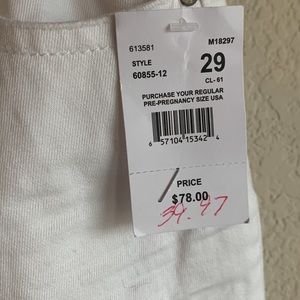 613581 M18297
STYLE 29
60855-12 CL- 61
PURCHASE YOUR REGULAR
PRE-PREGNANCY SIZE USA
6 57104 15342 4
PRICE
$78.00
39.97